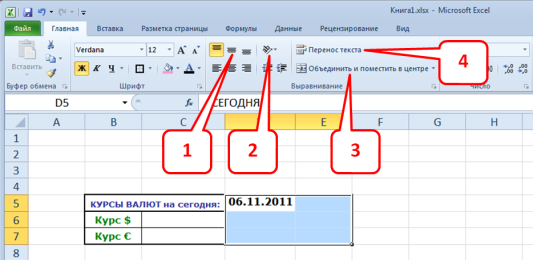 Книга1.xlsx - Microsoft Excel
Файл Главная Вставка Разметка страницы Формулы Данные Рецензирование
Вставить
Verdana 12 А А
Ж К Ч А
Перенос текста
Объединить и поместить в центре
Буфер обмена Шрифт Выравнивание Число
1 2 3 4
D5 fx =СЕГОДНЯ
A B C E F G H
1
2
3
4
5 КУРСЫ ВАЛЮТ на сегодня: 06.11.2011
6 Курс $
7 Курс €
8